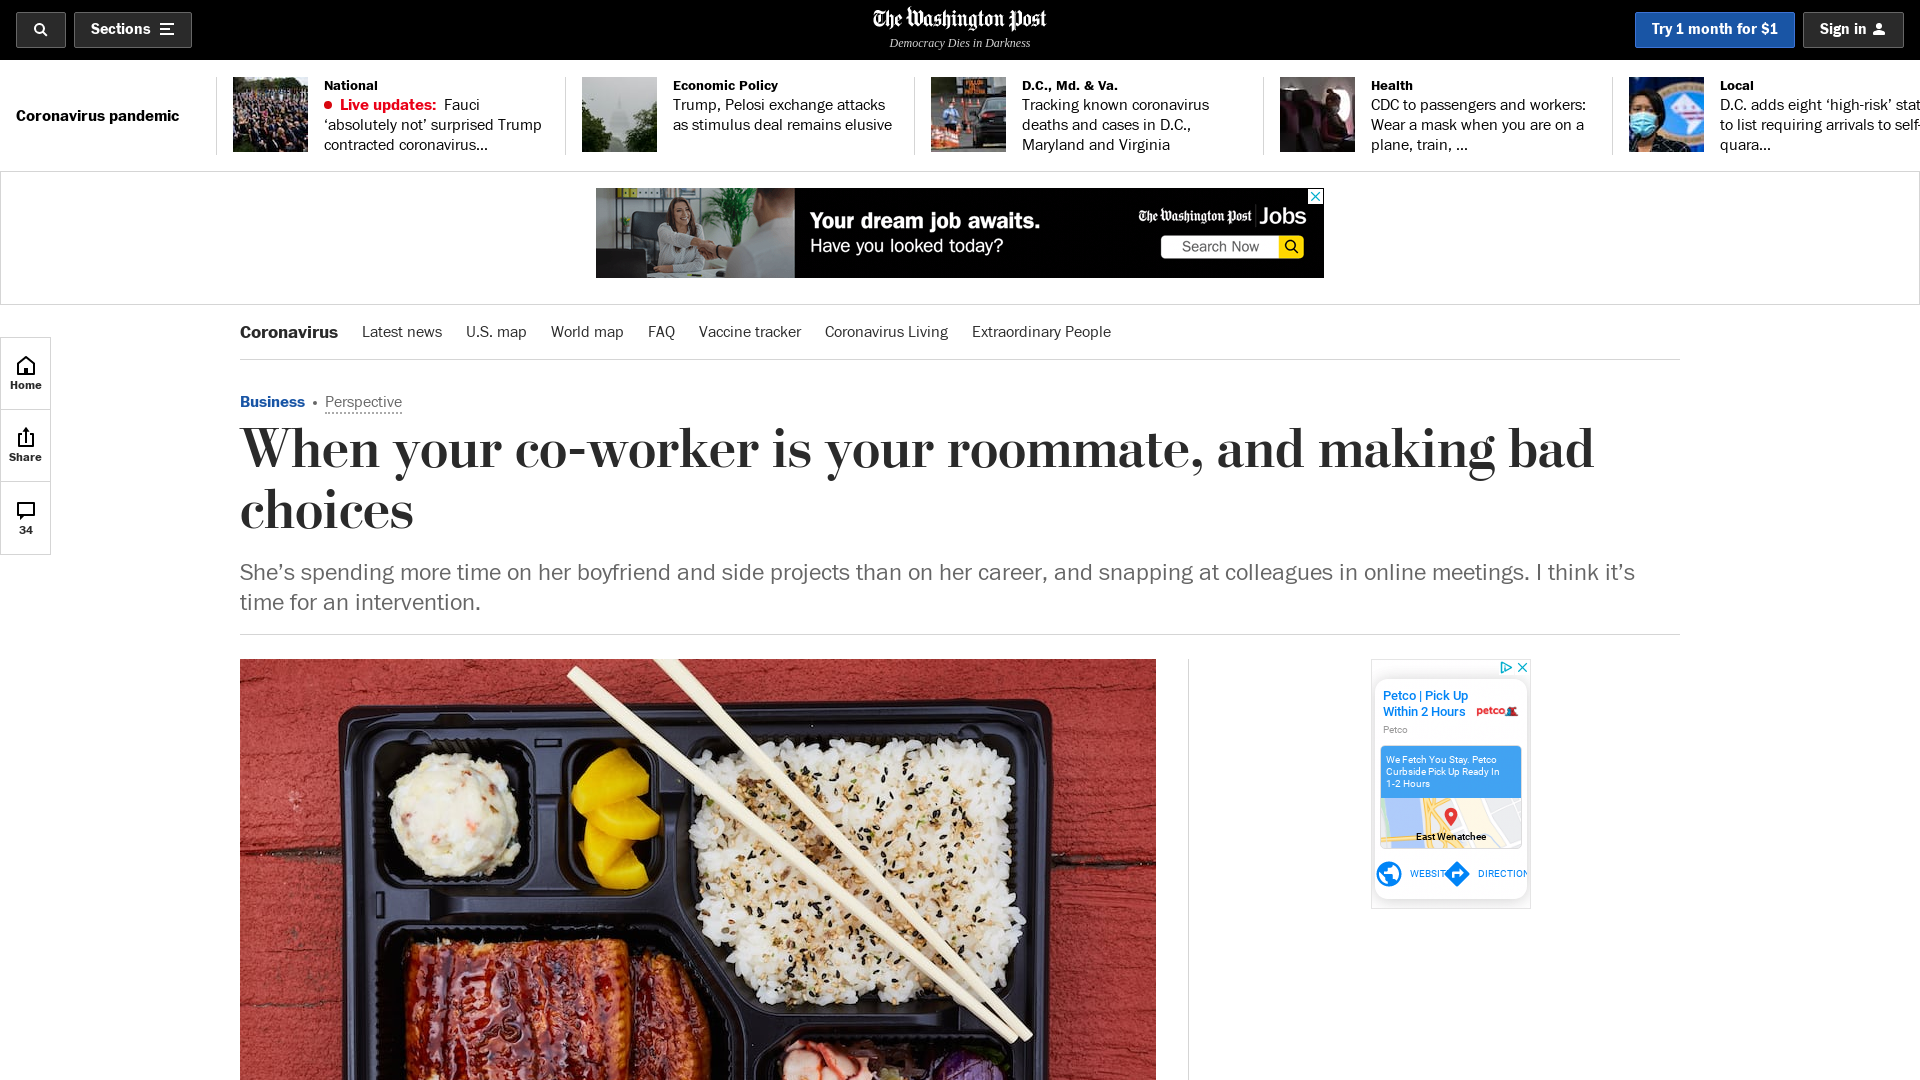 Sections
The Washington Post
Democracy Dies in Darkness
Try 1 month for $1
Sign in
Coronavirus pandemic
National
Live updates: Fauci
‘absolutely not’ surprised Trump
contracted coronavirus...
Economic Policy
Trump, Pelosi exchange attacks
as stimulus deal remains elusive
D.C., Md. & Va.
Tracking known coronavirus
deaths and cases in D.C.,
Maryland and Virginia
Health
CDC to passengers and workers:
Wear a mask when you are on a
plane, train, ...
Local
D.C. adds eight ‘high-risk’ stat
to list requiring arrivals to self-
quara...
Your dream job awaits.
Have you looked today?
The Washington Post Jobs
Search Now
Coronavirus Latest news U.S. map World map FAQ Vaccine tracker Coronavirus Living Extraordinary People
Home
Share
34
Business • Perspective
When your co-worker is your roommate, and making bad
choices
She’s spending more time on her boyfriend and side projects than on her career, and snapping at colleagues in online meetings. I think it’s
time for an intervention.
Petco | Pick Up
Within 2 Hours
petco
Petco
We Fetch You Stay. Petco
Curbside Pick Up Ready In
1-2 Hours
East Wenatchee
WEBSIT
DIRECTION